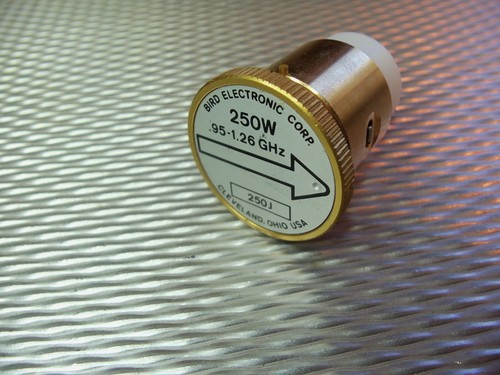 BIRD ELECTRONIC CORP.
250W
.95-1.26 GHz
250J
CLEVELAND, OHIO USA